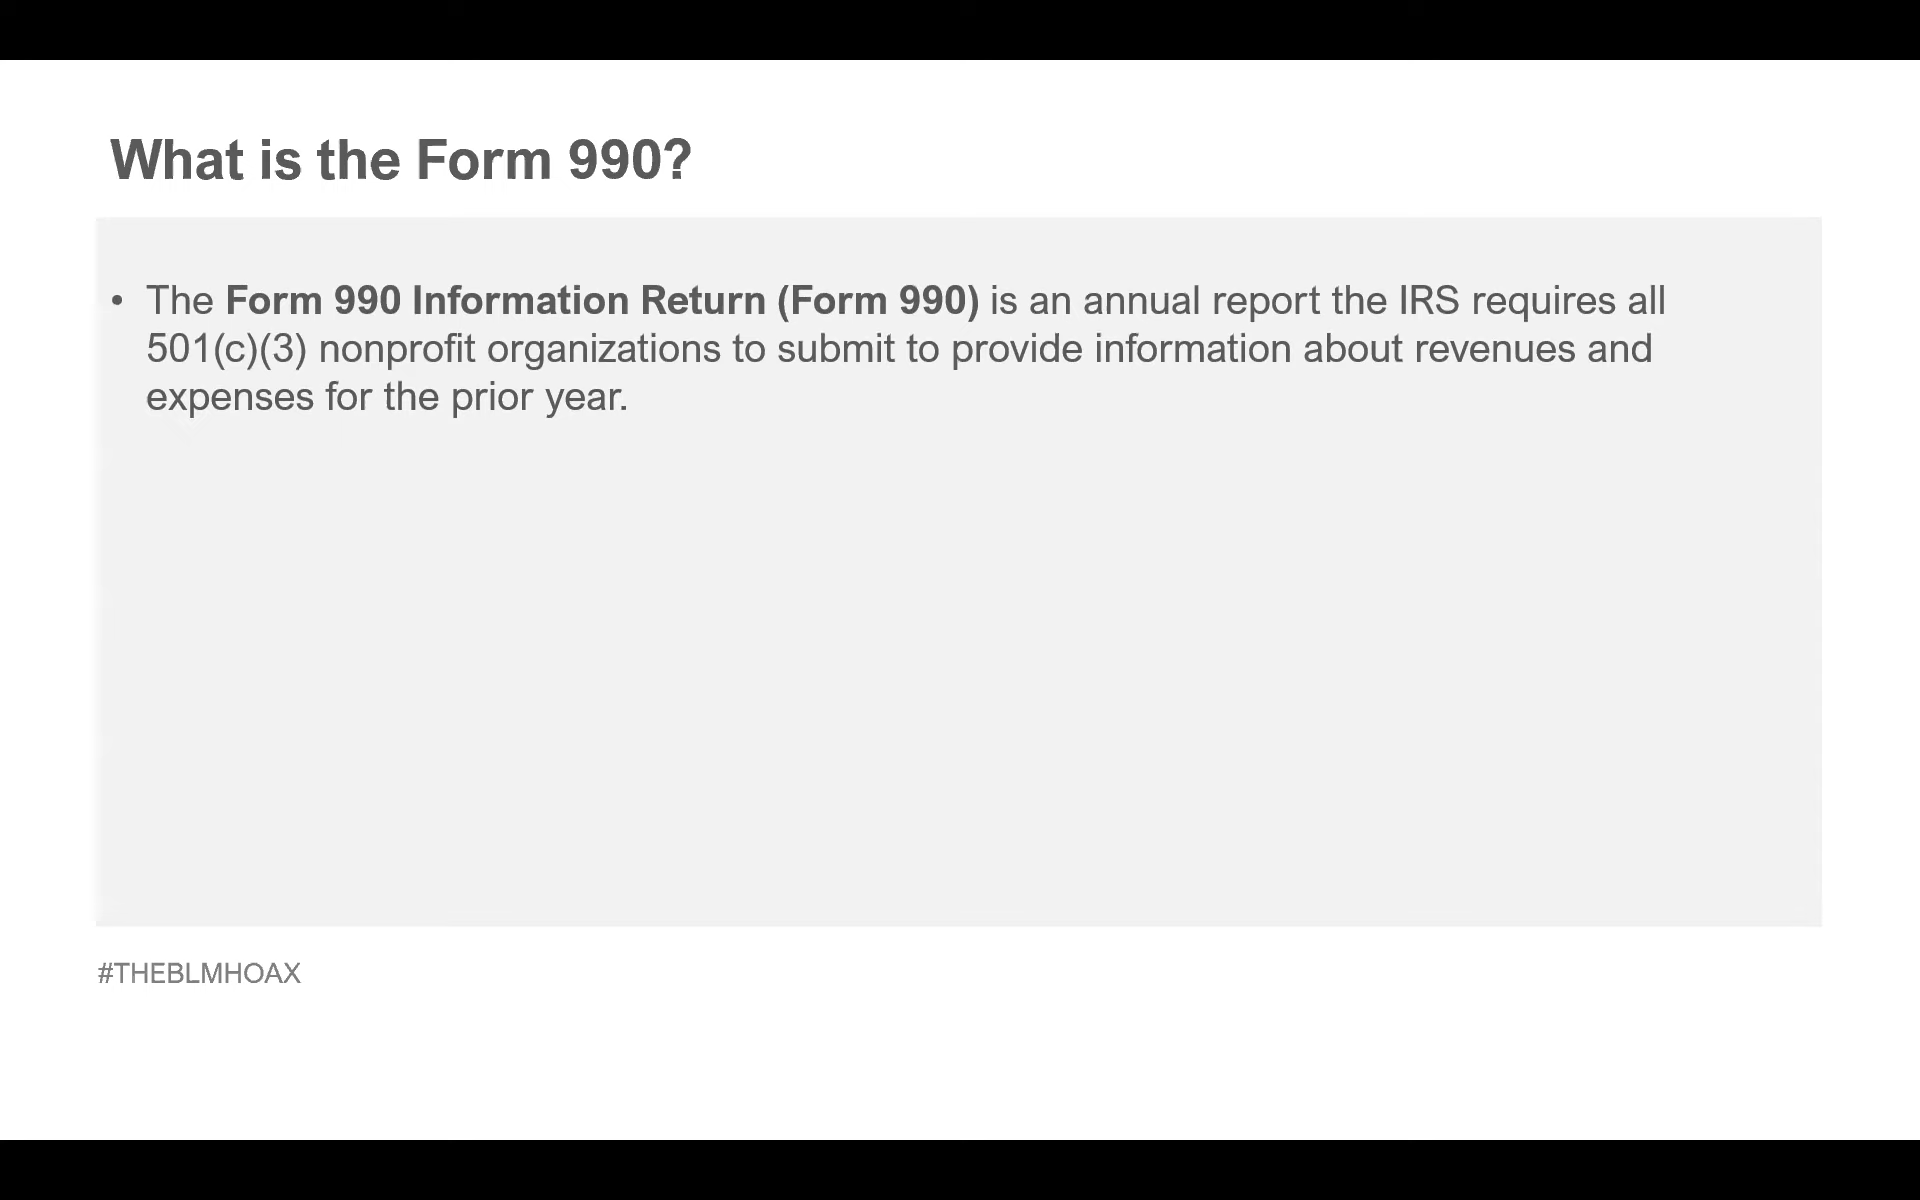 What is the Form 990?
• The Form 990 Information Return (Form 990) is an annual report the IRS requires all
501(c)(3) nonprofit organizations to submit to provide information about revenues and
expenses for the prior year.
#THEBLMHOAX